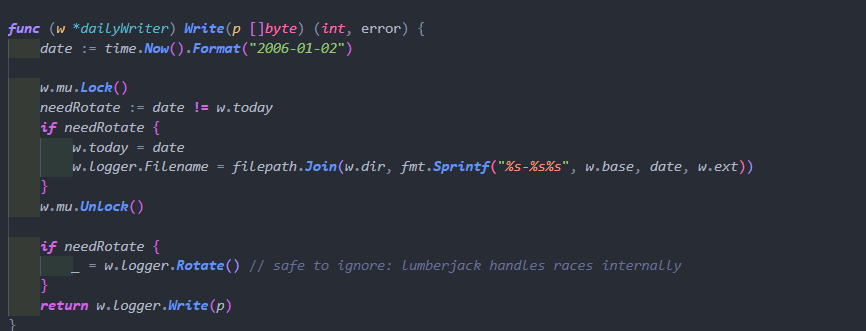 func (w *dailyWriter) Write(p []byte) (int, error) {
    date := time.Now().Format("2006-01-02")

    w.mu.Lock()
    needRotate := date != w.today
    if needRotate {
        w.today = date
        w.logger.Filename = filepath.Join(w.dir, fmt.Sprintf("%s-%s%s", w.base, date, w.ext))
    }
    w.mu.Unlock()

    if needRotate {
        _ = w.logger.Rotate() // safe to ignore: lumberjack handles races internally
    }
    return w.logger.Write(p)
}